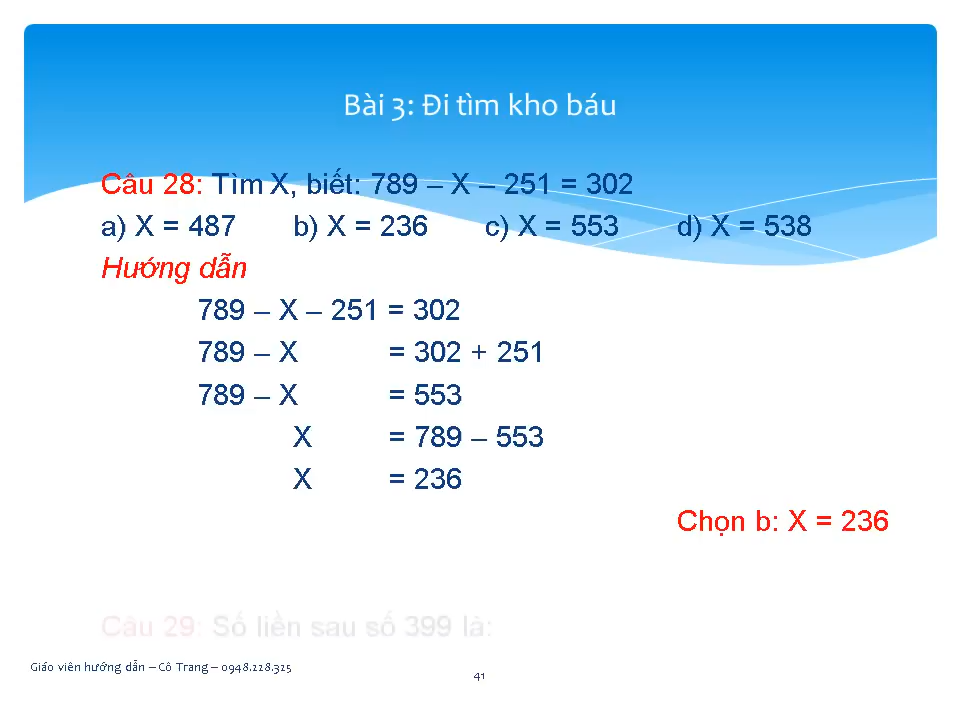 Bài 3: Đi tìm kho báu
Câu 28: Tìm X, biết: 789 – X – 251 = 302
a) X = 487 b) X = 236 c) X = 553 d) X = 538
Hướng dẫn
789 – X – 251 = 302
789 – X = 302 + 251
789 – X = 553
X = 789 – 553
X = 236
Chọn b: X = 236
Câu 29: Số liền sau số 399 là:
Giáo viên hướng dẫn – Cô Trang – 0948.228.325
41